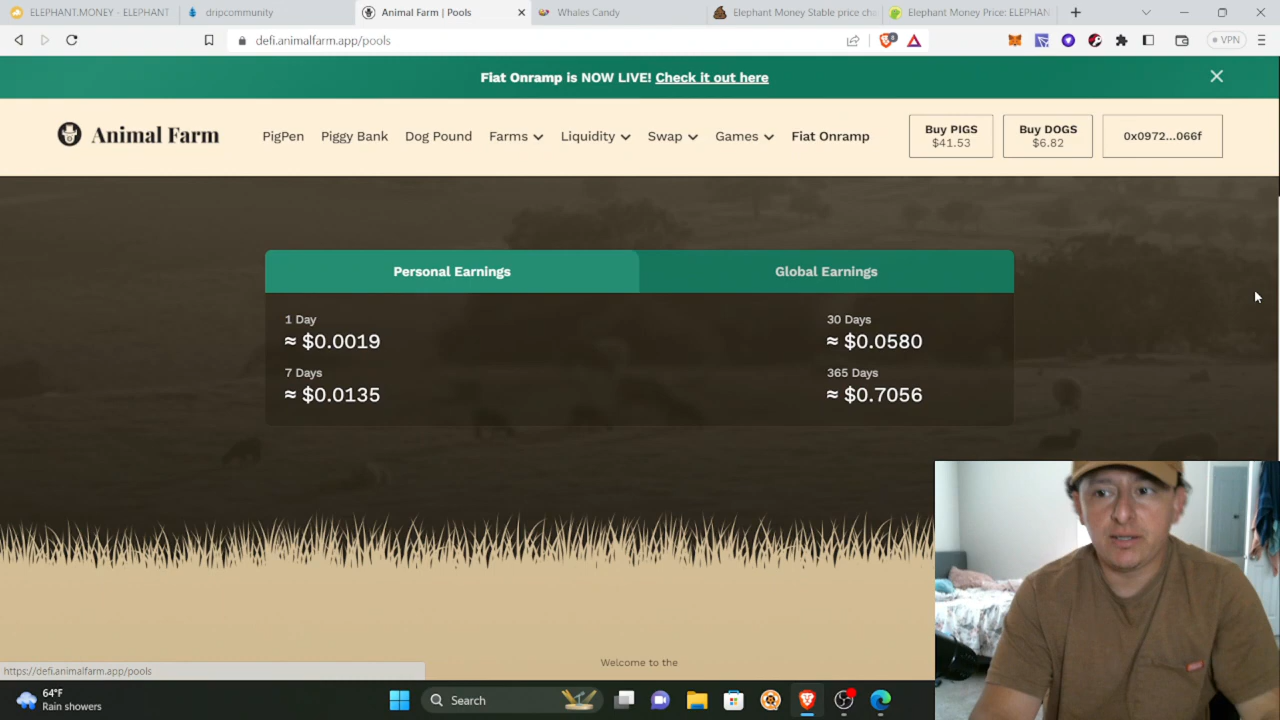 ELEPHANT.MONEY - ELEPHANT
dripcommunity
Animal Farm | Pools
Whales Candy
Elephant Money Stable price cha
Elephant Money Price: ELEPHAN
defi.animalfarm.app/pools
VPN
Fiat Onramp is NOW LIVE! Check it out here
Animal Farm
PigPen
Piggy Bank
Dog Pound
Farms
Liquidity
Swap
Games
Fiat Onramp
Buy PIGS
$41.53
Buy DOGS
$6.82
0x0972...066f
Personal Earnings
Global Earnings
1 Day
≈ $0.0019
30 Days
≈ $0.0580
7 Days
≈ $0.0135
365 Days
≈ $0.7056
Welcome to the
https://defi.animalfarm.app/pools
64°F
Rain showers
Search